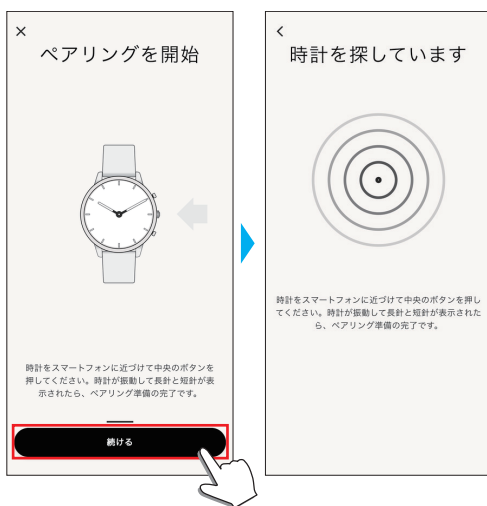 ペアリングを開始
時計をスマートフォンに近づけて中央のボタンを
押してください。時計が振動して長針と短針が表
示されたら、ペアリング準備の完了です。
続ける
時計を探しています
時計をスマートフォンに近づけて中央のボタンを押し
てください。時計が振動して長針と短針が表示された
ら、ペアリング準備の完了です。